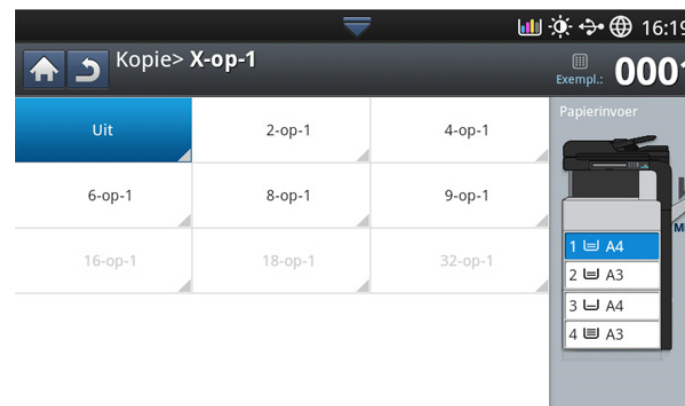 16:19
Kopie> X-op-1
Exempl.: 0001
Papierinvoer
Uit
2-op-1
4-op-1
6-op-1
8-op-1
9-op-1
16-op-1
18-op-1
32-op-1
1 A4
2 A3
3 A4
4 A3